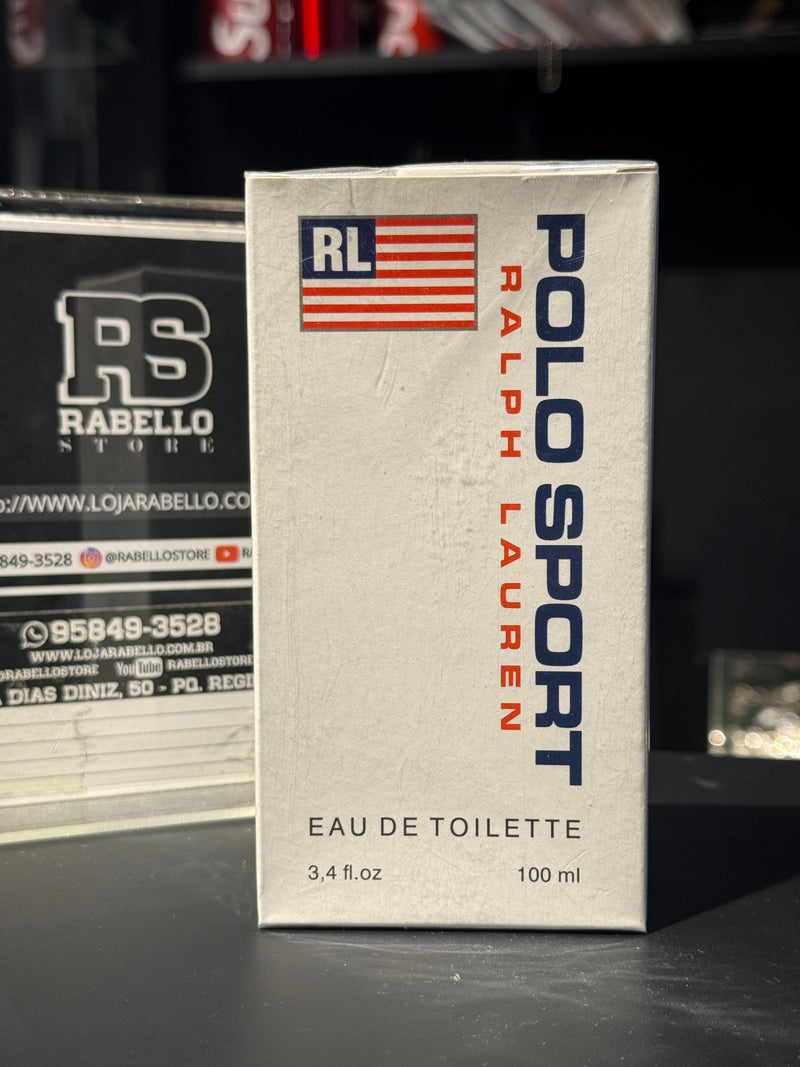 Su
RL
POLO SPORT
RALPH LAUREN
EAU DE TOILETTE
3,4 fl.oz
100 ml
RS
RABELLO
STORE
://WWW.LOJARABELLO.CO
849-3528 @RABELLOSTORE R
95849-3528
WWW.LOJARABELLO.COM.BR
RABELLOSTORE YouTube RABELLOSTORE
DIAS DINIZ, 50 - PQ. REGI